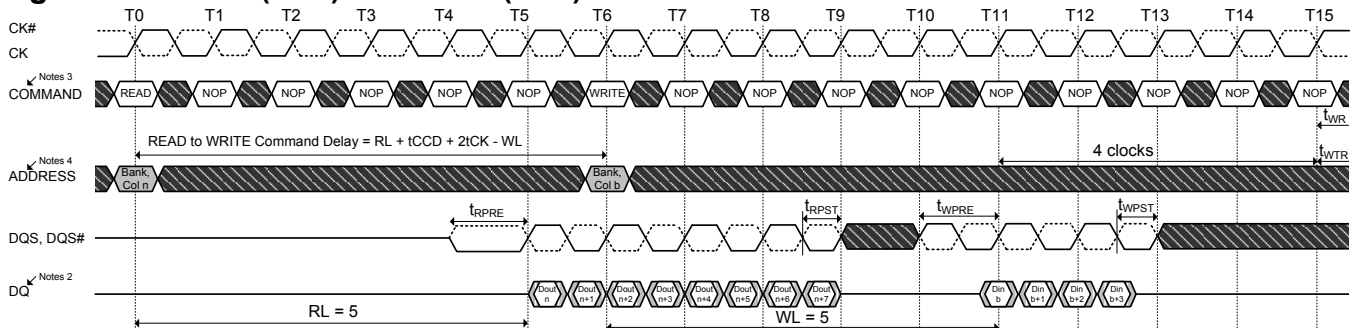 T0 T1 T2 T3 T4 T5 T6 T7 T8 T9 T10 T11 T12 T13 T14 T15
CK#
CK
Notes 3
COMMAND READ NOP NOP NOP NOP NOP WRITE NOP NOP NOP NOP NOP NOP NOP NOP NOP
tWR
READ to WRITE Command Delay = RL + tCCD + 2tCK - WL
4 clocks
tWTR
Notes 4
ADDRESS
Bank, Col n
Bank, Col b
tRPRE tRPST tWPRE tWPST
DQS, DQS#
Notes 2
DQ
Dout n
Dout n+1
Dout n+2
Dout n+3
Dout n+4
Dout n+5
Dout n+6
Dout n+7
Din b
Din b+1
Din b+2
Din b+3
RL = 5 WL = 5